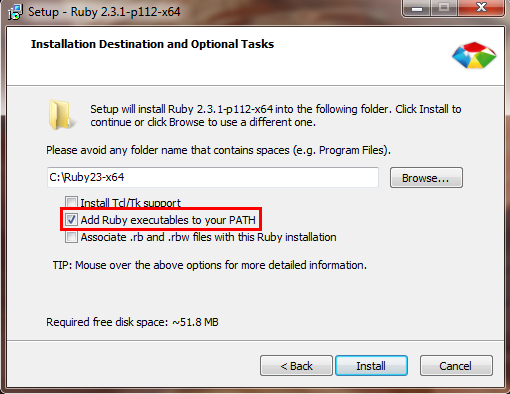 Setup - Ruby 2.3.1-p112-x64
Installation Destination and Optional Tasks
Setup will install Ruby 2.3.1-p112-x64 into the following folder. Click Install to
continue or click Browse to use a different one.
Please avoid any folder name that contains spaces (e.g. Program Files).
C:\Ruby23-x64
Browse...
Install Tcl/Tk support
Add Ruby executables to your PATH
Associate .rb and .rbw files with this Ruby installation
TIP: Mouse over the above options for more detailed information.
Required free disk space: ~51.8 MB
< Back Install Cancel